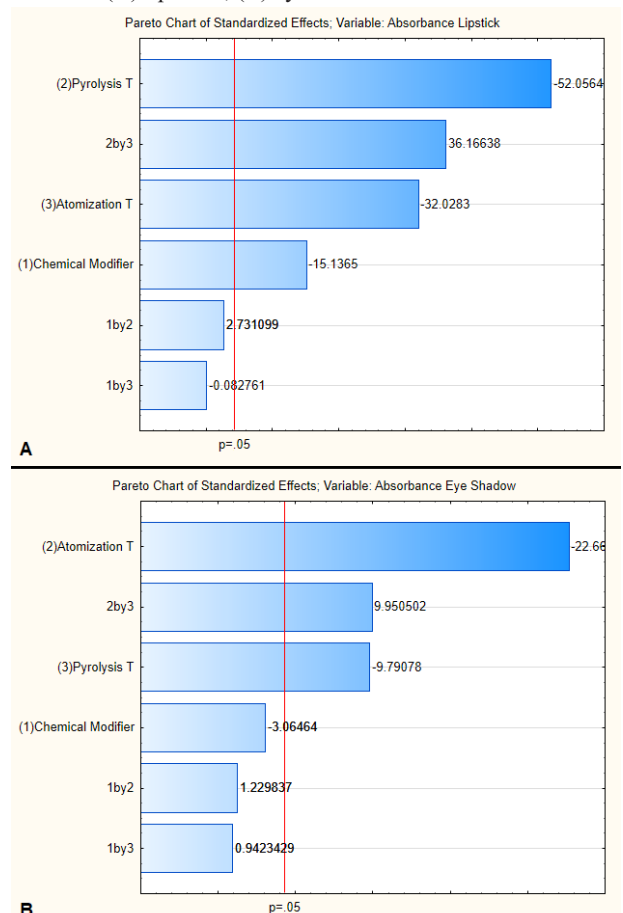 Pareto Chart of Standardized Effects; Variable: Absorbance Lipstick
(2)Pyrolysis T
-52.0564
2by3
36.16638
(3)Atomization T
-32.0283
(1)Chemical Modifier
-15.1365
1by2
2.731099
1by3
-0.082761
p=.05
A
Pareto Chart of Standardized Effects; Variable: Absorbance Eye Shadow
(2)Atomization T
-22.66
2by3
9.950502
(3)Pyrolysis T
-9.79078
(1)Chemical Modifier
-3.06464
1by2
1.229837
1by3
0.9423429
p=.05
B